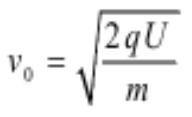 v₀ = √(2qU/m)